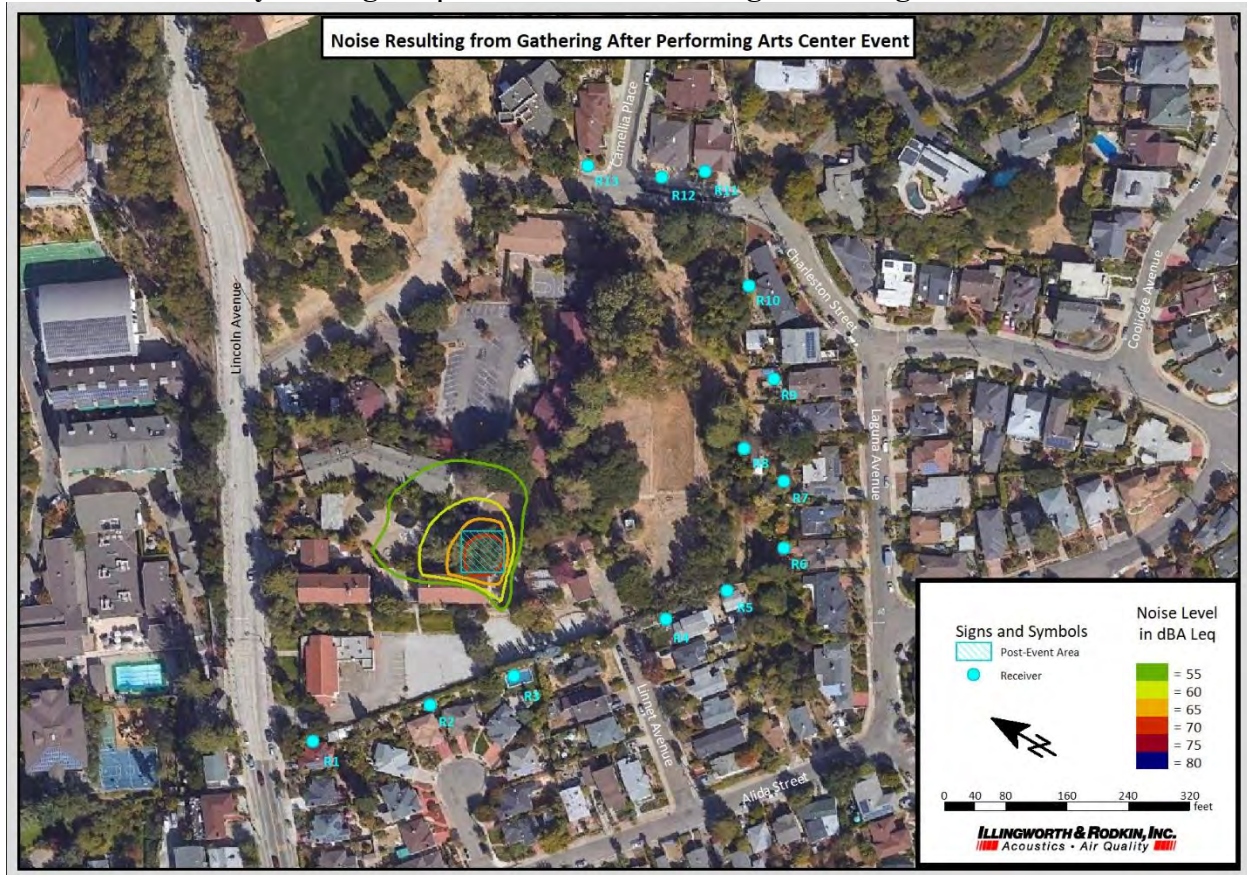 Noise Resulting from Gathering After Performing Arts Center Event
Camellia Place
R13
R12
R11
Charleston Street
R10
Coolidge Avenue
Lincoln Avenue
R9
Laguna Avenue
R8
R7
R6
R5
R4
R3
Linnet Avenue
R2
R1
Alida Street
Signs and Symbols
Post-Event Area
Receiver
Noise Level
in dBA Leq
= 55
= 60
= 65
= 70
= 75
= 80
0 40 80 160 240 320
feet
ILLINGWORTH & RODKIN, INC.
Acoustics • Air Quality